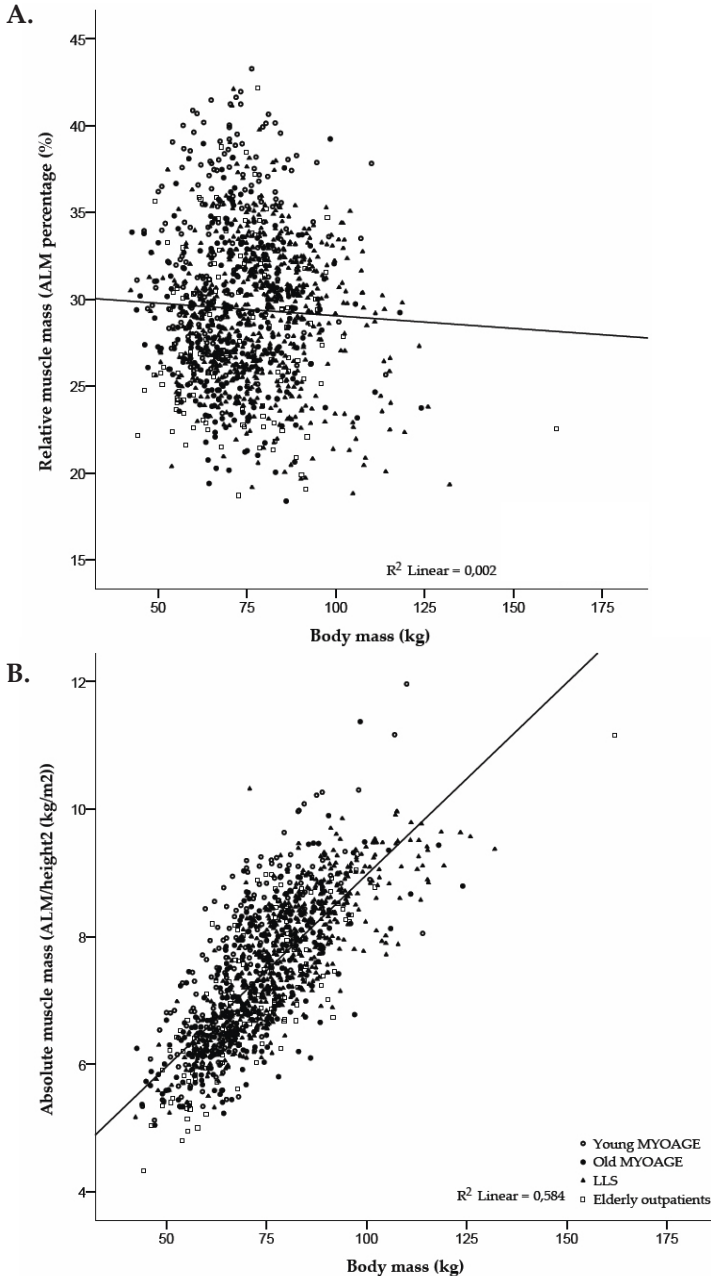 A.
45
40
35
30
25
20
15
Relative muscle mass (ALM percentage (%)
R2 Linear = 0,002
50 75 100 125 150 175
Body mass (kg)
B.
12
10
8
6
4
Absolute muscle mass (ALM/height2 (kg/m2))
Young MYOAGE
Old MYOAGE
LLS
Elderly outpatients
R2 Linear = 0,584
50 75 100 125 150 175
Body mass (kg)